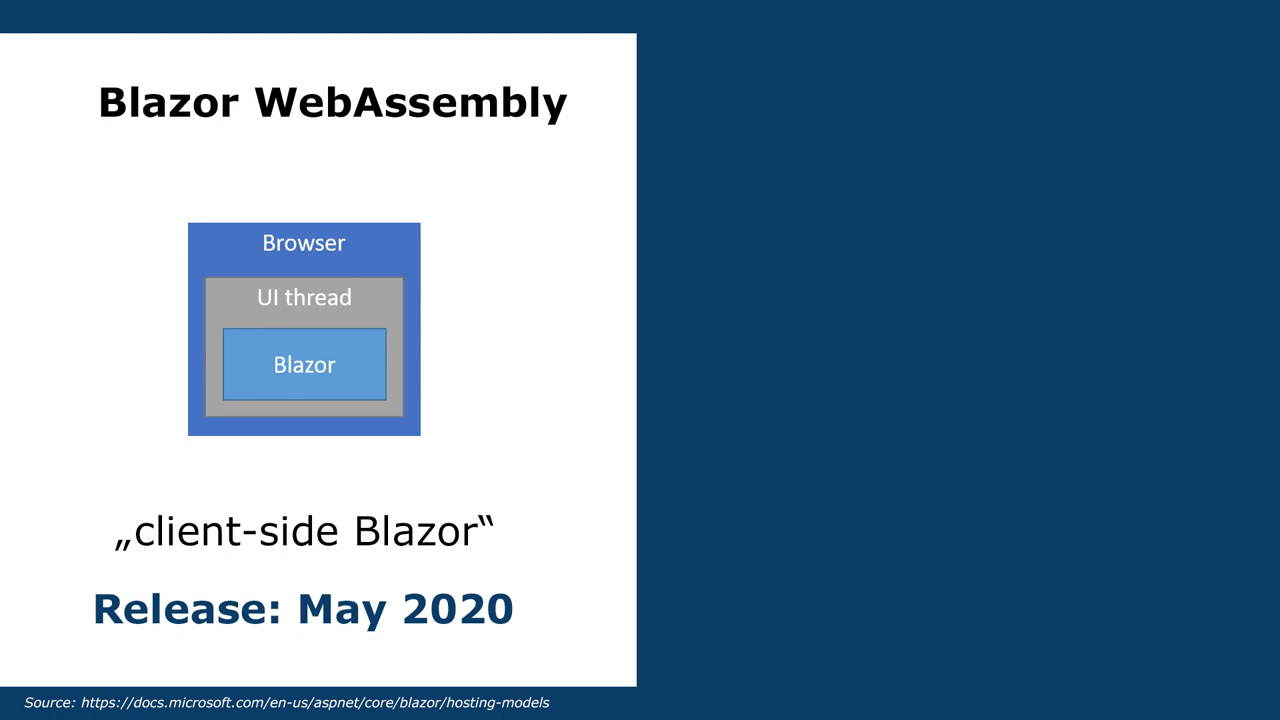 Blazor WebAssembly
Browser
UI thread
Blazor
„client-side Blazor‟
Release: May 2020
Source: https://docs.microsoft.com/en-us/aspnet/core/blazor/hosting-models